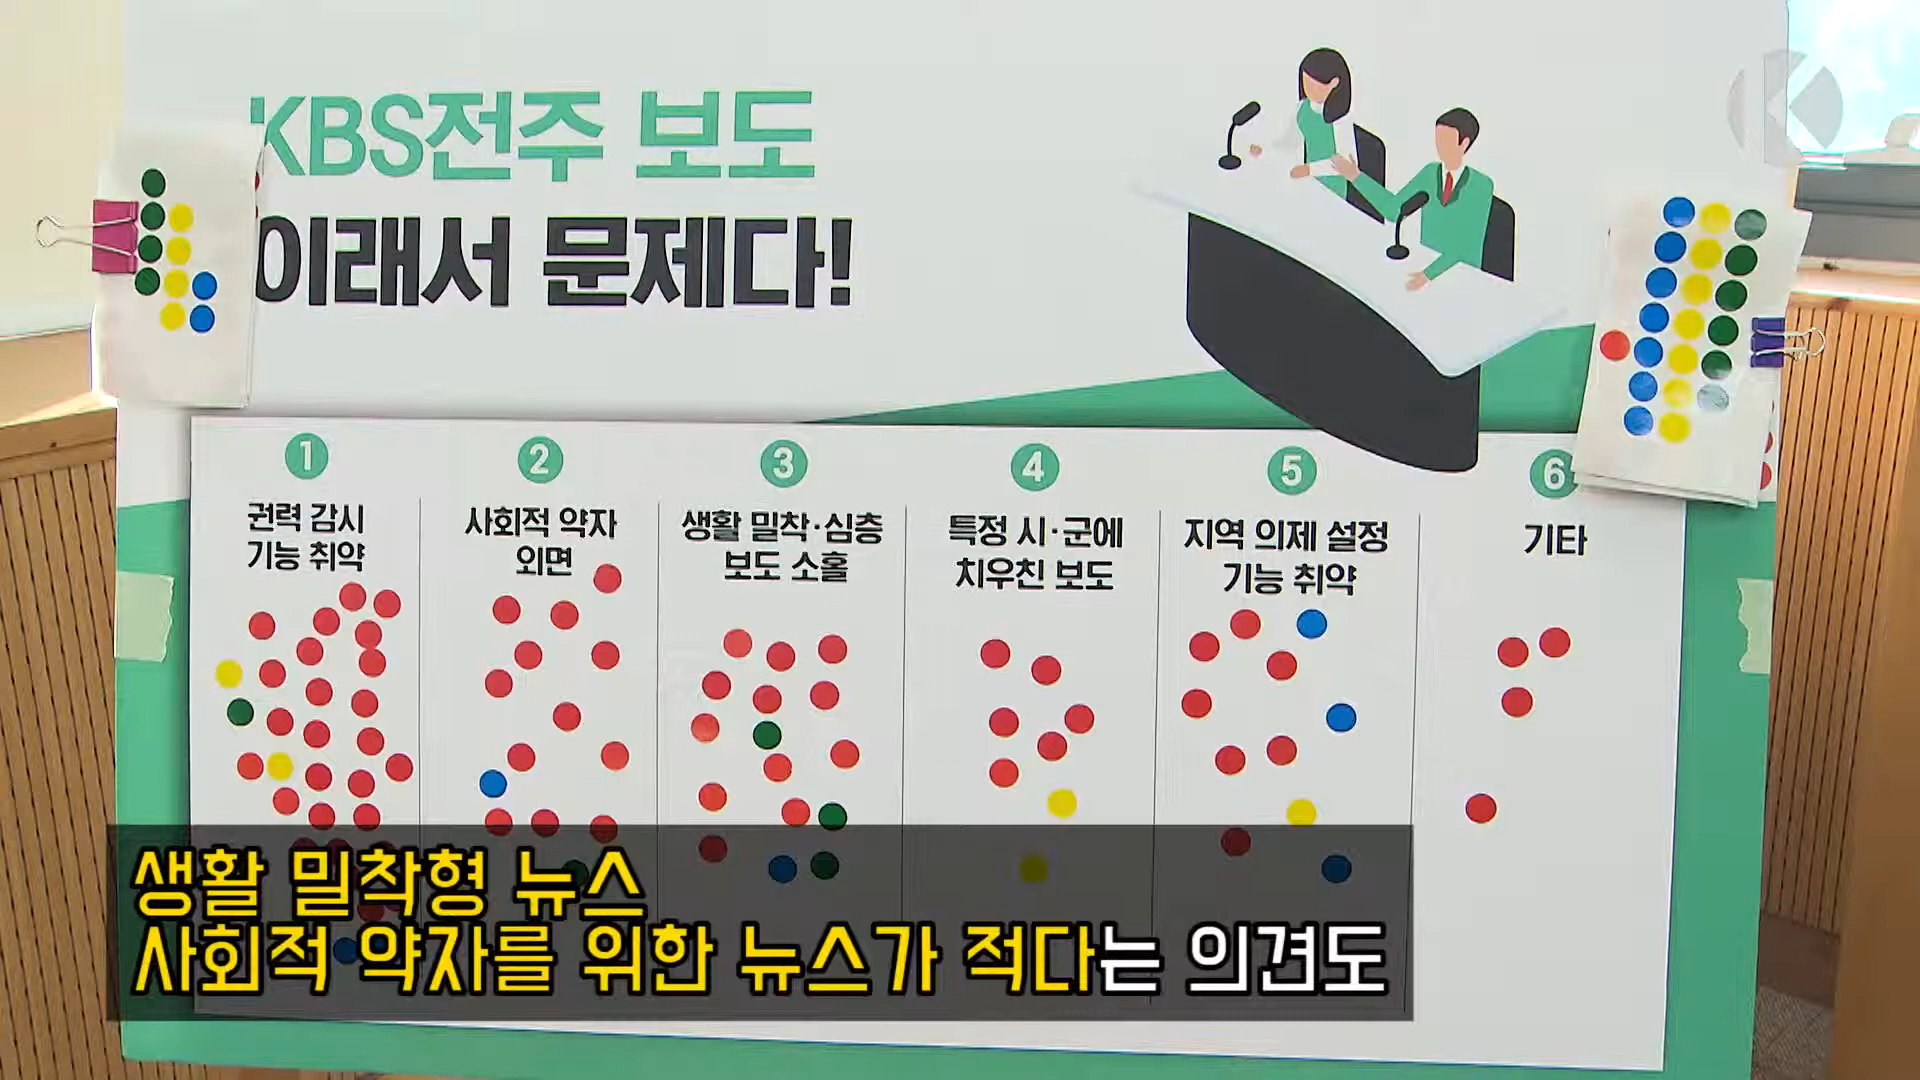 KBS전주 보도
이래서 문제다!
1
권력 감시
기능 취약
2
사회적 약자
외면
3
생활 밀착·심층
보도 소홀
4
특정 시·군에
치우친 보도
5
지역 의제 설정
기능 취약
6
기타
생활 밀착형 뉴스
사회적 약자를 위한 뉴스가 적다는 의견도